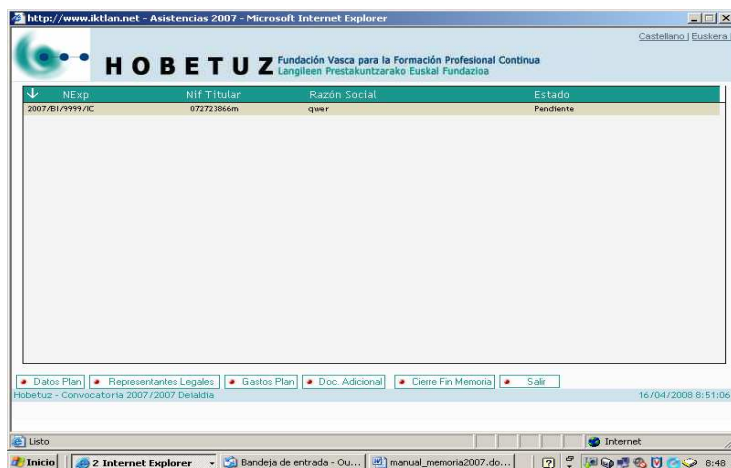 http://www.iktlan.net - Asistencias 2007 - Microsoft Internet Explorer
Castellano | Euskera
HOBETUZ Fundación Vasca para la Formación Profesional Continua
Langileen Prestakuntzarako Euskal Fundazioa
NExp Nif Titular Razón Social Estado
2007/BI/9999/IC 072723866m qwer Pendiente
Datos Plan Representantes Legales Gastos Plan Doc. Adicional Cierre Fin Memoria Salir
Hobetuz - Convocatoria 2007/2007 Deialdia 16/04/2008 8:51:06
Listo Internet
Inicio 2 Internet Explorer Bandeja de entrada - Ou... manual_memoria2007.do... 8:48